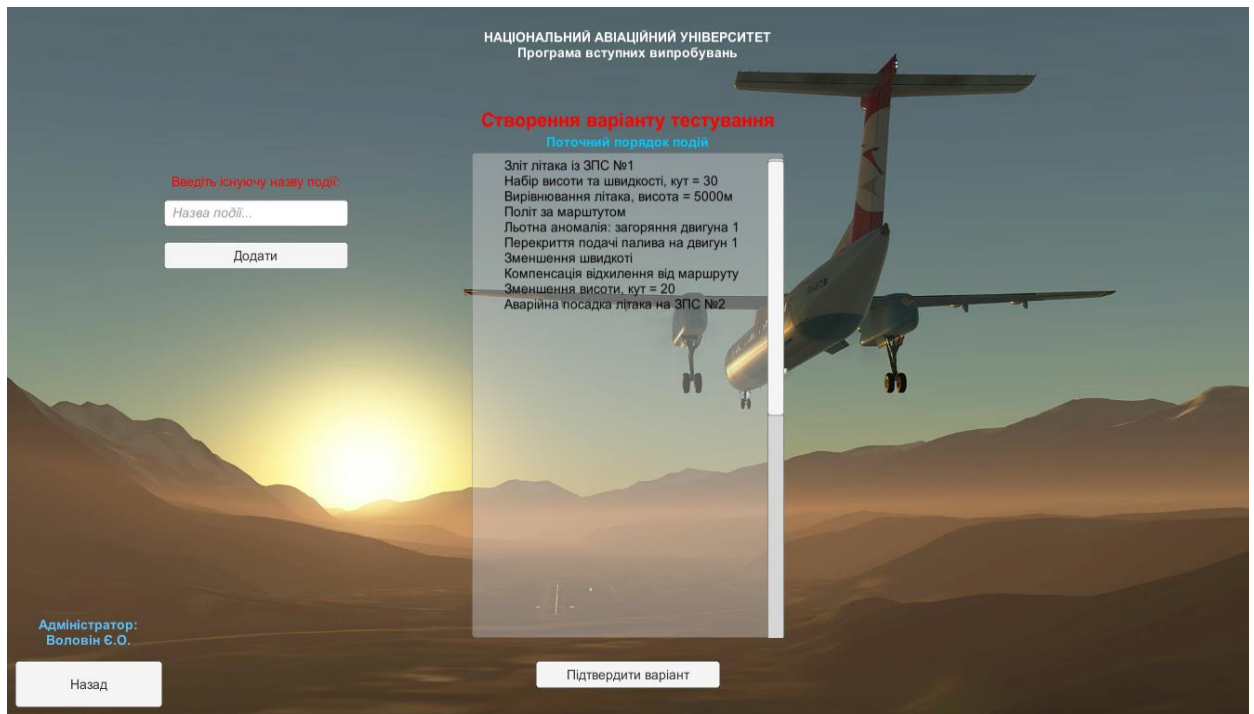 НАЦІОНАЛЬНИЙ АВІАЦІЙНИЙ УНІВЕРСИТЕТ
Програма вступних випробувань
Створення варіанту тестування
Поточний порядок подій
Зліт літака із ЗПС №1
Набір висоти та швидкості, кут = 30
Вирівнювання літака, висота = 5000м
Політ за марштутом
Льотна аномалія: загоряння двигуна 1
Перекриття подачі палива на двигун 1
Зменшення швидкоті
Компенсація відхилення від маршруту
Зменшення висоти, кут = 20
Аварійна посадка літака на ЗПС №2
Введіть існуючу назву події:
Назва події...
Додати
Адміністратор:
Воловін Є.О.
Назад
Підтвердити варіант